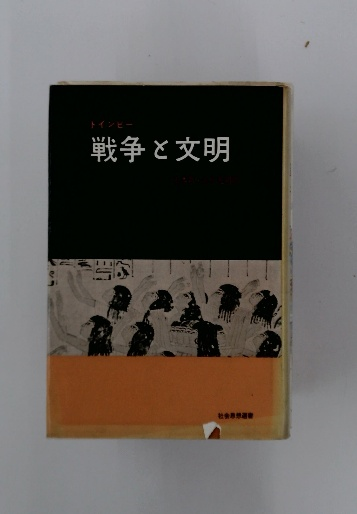 トインビー
戦争と文明
社会思想選書